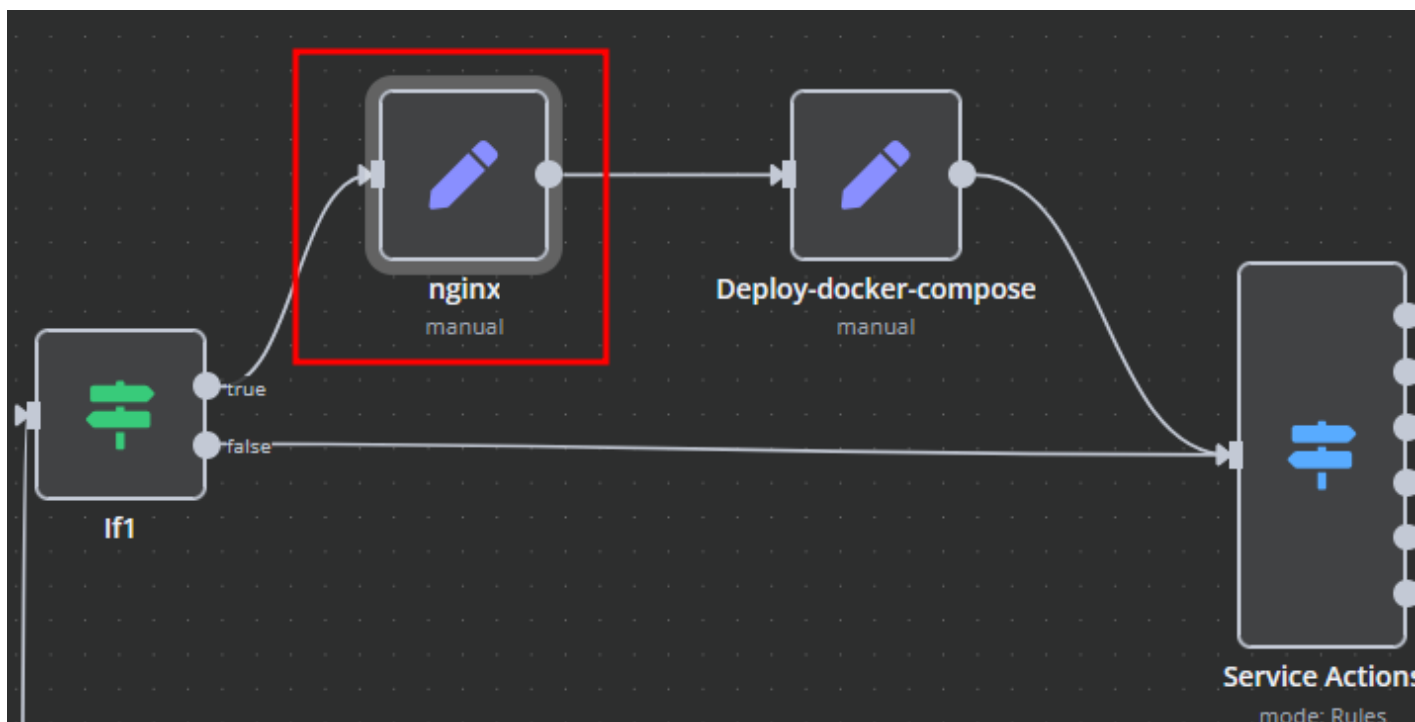 nginx
manual
Deploy-docker-compose
manual
true
false
If1
Service Actions
mode: Rules